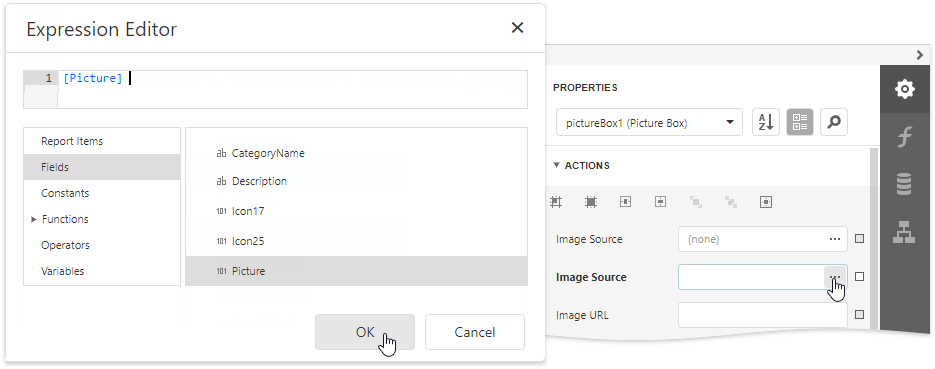 Expression Editor
1 [Picture]
Report Items
Fields
Constants
Functions
Operators
Variables
ab CategoryName
ab Description
101 Icon17
101 Icon25
101 Picture
OK
Cancel
PROPERTIES
pictureBox1 (Picture Box)
A
Z
ACTIONS
Image Source
(none)
...
Image Source
...
Image URL
f